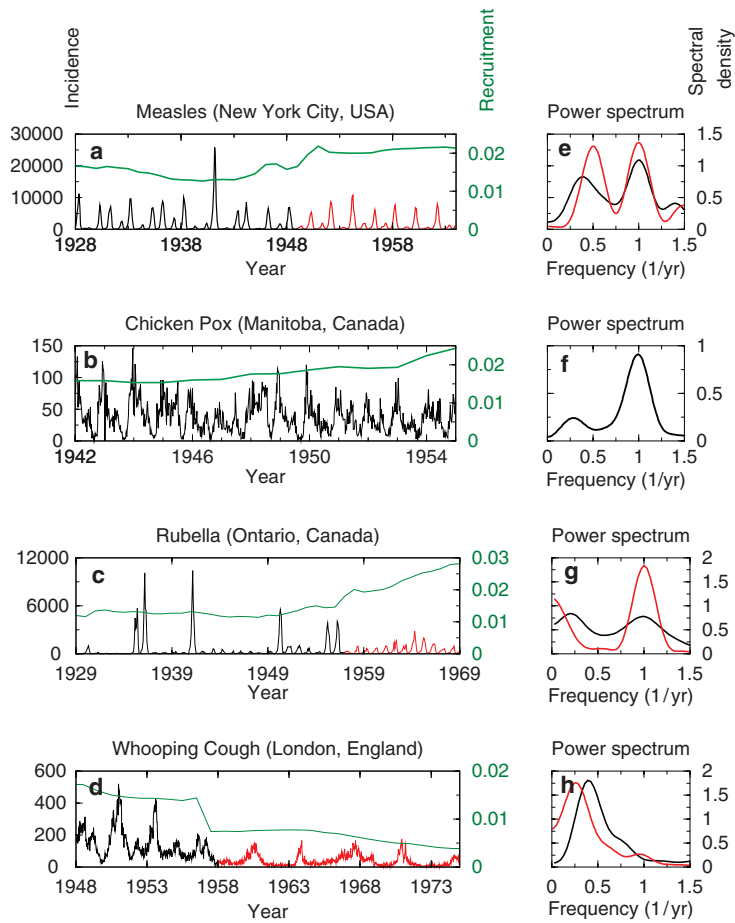 Incidence
Recruitment
Spectral density
Measles (New York City, USA)
Power spectrum
a
30000
20000
10000
0
0.02
0.01
0
1928 1938 1948 1958
Year
e
1.5
1
0.5
0
0 0.5 1 1.5
Frequency (1/yr)
Chicken Pox (Manitoba, Canada)
Power spectrum
b
150
100
50
0
0.02
0.01
0
1942 1946 1950 1954
Year
f
1
0.5
0
0 0.5 1 1.5
Frequency (1/yr)
Rubella (Ontario, Canada)
Power spectrum
c
12000
6000
0
0.03
0.02
0.01
0
1929 1939 1949 1959 1969
Year
g
2
1.5
1
0.5
0
0 0.5 1 1.5
Frequency (1/yr)
Whooping Cough (London, England)
Power spectrum
d
600
400
200
0
0.02
0.01
0
1948 1953 1958 1963 1968 1973
Year
h
2
1.5
1
0.5
0
0 0.5 1 1.5
Frequency (1/yr)